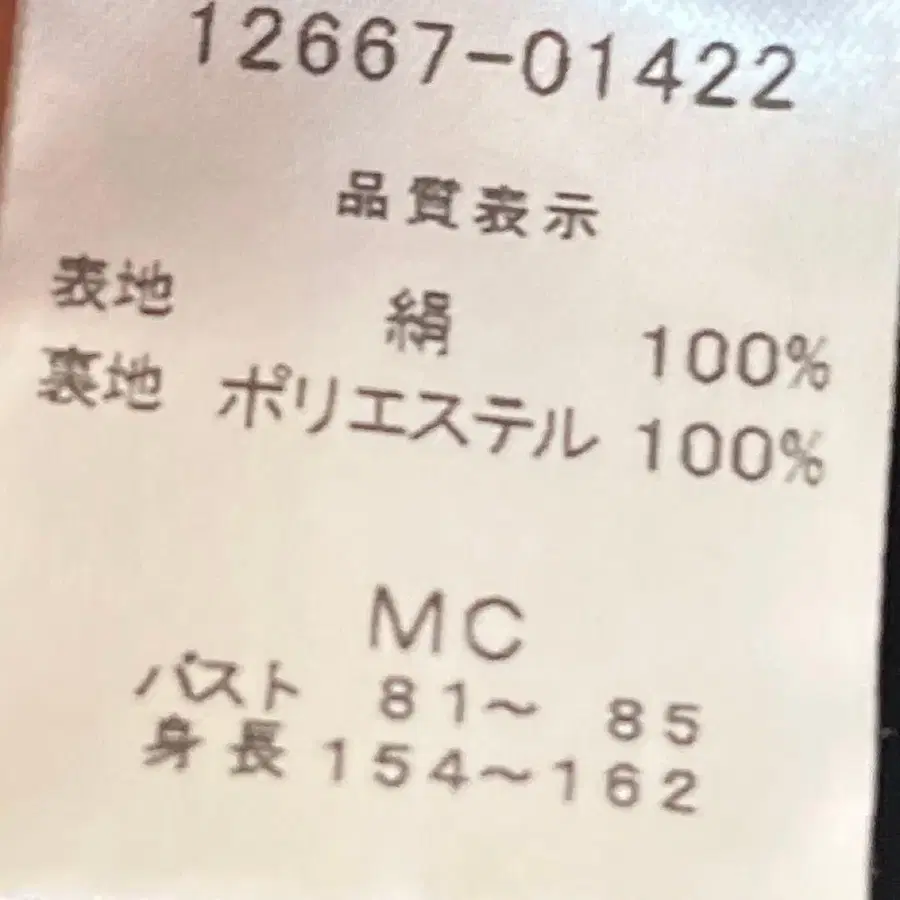 12667-01422
品質表示
表地 絹 100%
裏地 ポリエステル 100%
MC
バスト 81〜 85
身長 154〜162